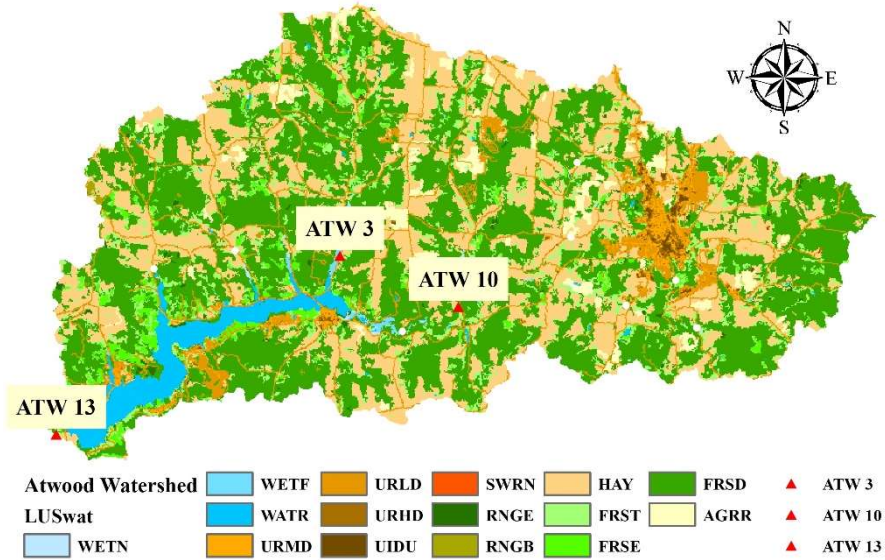 N
W E
S
ATW 3
ATW 10
ATW 13
Atwood Watershed WETF URLD SWRN HAY FRSD ATW 3
LUSwat WATR URHD RNGE FRST AGRR ATW 10
WETN URMD UIDU RNGB FRSE ATW 13